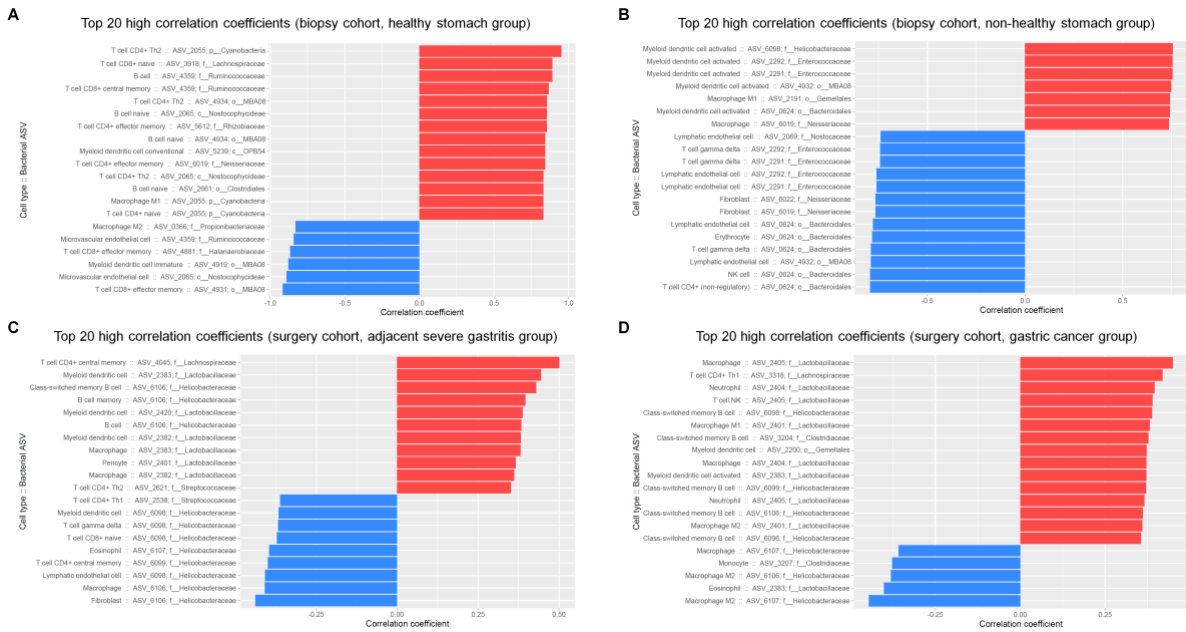 A
Top 20 high correlation coefficients (biopsy cohort, healthy stomach group)
Cell type :: Bacterial ASV
T cell CD4+ Th2 :: ASV_2055; p__Cyanobacteria
T cell CD8+ naive :: ASV_3918; f__Lachnospiraceae
B cell :: ASV_4359; f__Ruminococcaceae
T cell CD8+ central memory :: ASV_4359; f__Ruminococcaceae
T cell CD4+ Th2 :: ASV_4934; o__MBA08
B cell naive :: ASV_2065; c__Nostocophycideae
T cell CD4+ effector memory :: ASV_5612; f__Rhizobiaceae
B cell naive :: ASV_4934; o__MBA08
Myeloid dendritic cell conventional :: ASV_5239; c__OPB54
T cell CD4+ effector memory :: ASV_6019; f__Neisseriaceae
T cell CD4+ Th2 :: ASV_2065; c__Nostocophycideae
B cell naive :: ASV_2661; o__Clostridiales
Macrophage M1 :: ASV_2055; p__Cyanobacteria
T cell CD4+ naive :: ASV_2055; p__Cyanobacteria
Macrophage M2 :: ASV_0366; f__Propionibacteriaceae
Microvascular endothelial cell :: ASV_4359; f__Ruminococcaceae
T cell CD8+ effector memory :: ASV_4881; f__Halanaerobiaceae
Myeloid dendritic cell immature :: ASV_4919; o__MBA08
Microvascular endothelial cell :: ASV_2065; c__Nostocophycideae
T cell CD8+ effector memory :: ASV_4931; o__MBA08
-1.0 -0.5 0.0 0.5 1.0
Correlation coefficient
B
Top 20 high correlation coefficients (biopsy cohort, non-healthy stomach group)
Cell type :: Bacterial ASV
Myeloid dendritic cell activated :: ASV_6098; f__Helicobacteraceae
Myeloid dendritic cell activated :: ASV_2292; f__Enterococcaceae
Myeloid dendritic cell activated :: ASV_2291; f__Enterococcaceae
Myeloid dendritic cell activated :: ASV_4932; o__MBA08
Macrophage M1 :: ASV_2191; o__Gemellales
Myeloid dendritic cell activated :: ASV_0624; o__Bacteroidales
Macrophage :: ASV_6019; f__Neisseriaceae
Lymphatic endothelial cell :: ASV_2069; f__Nostocaceae
T cell gamma delta :: ASV_2292; f__Enterococcaceae
T cell gamma delta :: ASV_2291; f__Enterococcaceae
Lymphatic endothelial cell :: ASV_2292; f__Enterococcaceae
Lymphatic endothelial cell :: ASV_2291; f__Enterococcaceae
Fibroblast :: ASV_6022; f__Neisseriaceae
Fibroblast :: ASV_6019; f__Neisseriaceae
Lymphatic endothelial cell :: ASV_0624; o__Bacteroidales
Erythrocyte :: ASV_0624; o__Bacteroidales
T cell gamma delta :: ASV_0624; o__Bacteroidales
Lymphatic endothelial cell :: ASV_4932; o__MBA08
NK cell :: ASV_0624; o__Bacteroidales
T cell CD4+ (non-regulatory) :: ASV_0624; o__Bacteroidales
-0.5 0.0 0.5
Correlation coefficient
C
Top 20 high correlation coefficients (surgery cohort, adjacent severe gastritis group)
Cell type :: Bacterial ASV
T cell CD4+ central memory :: ASV_4045; f__Lachnospiraceae
Myeloid dendritic cell :: ASV_2383; f__Lactobacillaceae
Class-switched memory B cell :: ASV_6106; f__Helicobacteraceae
B cell memory :: ASV_6106; f__Helicobacteraceae
Myeloid dendritic cell :: ASV_2420; f__Lactobacillaceae
B cell :: ASV_6106; f__Helicobacteraceae
Myeloid dendritic cell :: ASV_2382; f__Lactobacillaceae
Macrophage :: ASV_2383; f__Lactobacillaceae
Pericyte :: ASV_2401; f__Lactobacillaceae
Macrophage :: ASV_2382; f__Lactobacillaceae
T cell CD4+ Th2 :: ASV_2621; f__Streptococcaceae
T cell CD4+ Th1 :: ASV_2538; f__Streptococcaceae
Myeloid dendritic cell :: ASV_6098; f__Helicobacteraceae
T cell gamma delta :: ASV_6098; f__Helicobacteraceae
T cell CD8+ naive :: ASV_6098; f__Helicobacteraceae
Eosinophil :: ASV_6107; f__Helicobacteraceae
T cell CD4+ central memory :: ASV_6099; f__Helicobacteraceae
Lymphatic endothelial cell :: ASV_6098; f__Helicobacteraceae
Macrophage :: ASV_6106; f__Helicobacteraceae
Fibroblast :: ASV_6106; f__Helicobacteraceae
-0.25 0.00 0.25 0.50
Correlation coefficient
D
Top 20 high correlation coefficients (surgery cohort, gastric cancer group)
Cell type :: Bacterial ASV
Macrophage :: ASV_2405; f__Lactobacillaceae
T cell CD4+ Th1 :: ASV_3318; f__Lachnospiraceae
Neutrophil :: ASV_2404; f__Lactobacillaceae
T cell NK :: ASV_2405; f__Lactobacillaceae
Class-switched memory B cell :: ASV_6098; f__Helicobacteraceae
Macrophage M1 :: ASV_2401; f__Lactobacillaceae
Class-switched memory B cell :: ASV_3204; f__Clostridiaceae
Myeloid dendritic cell :: ASV_2200; o__Gemellales
Macrophage :: ASV_2404; f__Lactobacillaceae
Myeloid dendritic cell activated :: ASV_2383; f__Lactobacillaceae
Class-switched memory B cell :: ASV_6099; f__Helicobacteraceae
Neutrophil :: ASV_2405; f__Lactobacillaceae
Class-switched memory B cell :: ASV_6106; f__Helicobacteraceae
Macrophage M2 :: ASV_2401; f__Lactobacillaceae
Class-switched memory B cell :: ASV_6096; f__Helicobacteraceae
Macrophage :: ASV_6107; f__Helicobacteraceae
Monocyte :: ASV_3207; f__Clostridiaceae
Macrophage M2 :: ASV_6106; f__Helicobacteraceae
Eosinophil :: ASV_2383; f__Lactobacillaceae
Macrophage M2 :: ASV_6107; f__Helicobacteraceae
-0.25 0.00 0.25
Correlation coefficient